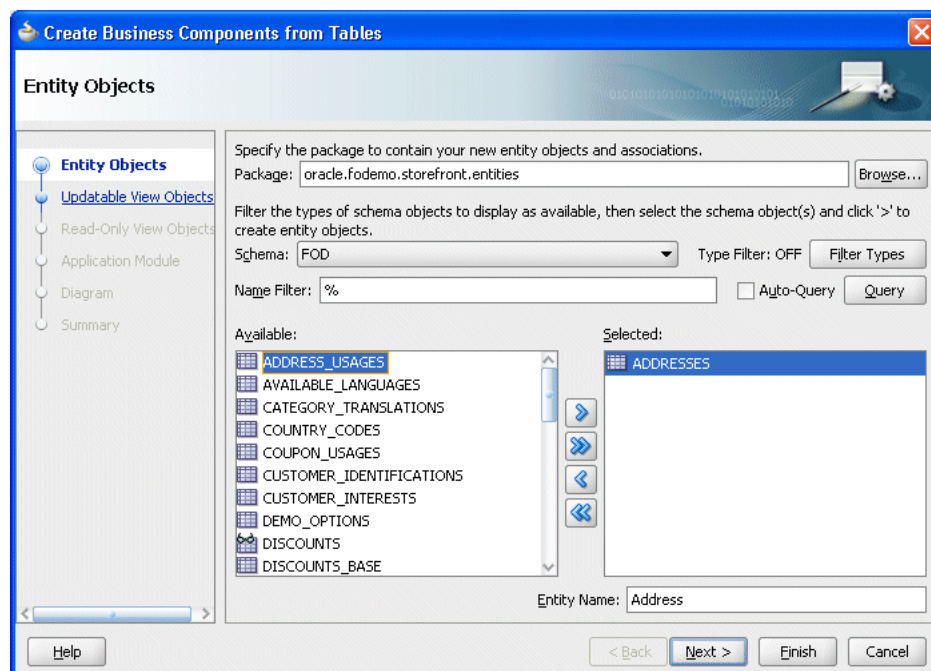 Create Business Components from Tables
Entity Objects
Entity Objects
Updatable View Objects
Read-Only View Objects
Application Module
Diagram
Summary
Specify the package to contain your new entity objects and associations.
Package: oracle.fodemo.storefront.entities Browse...
Filter the types of schema objects to display as available, then select the schema object(s) and click '>' to
create entity objects.
Schema: FOD Type Filter: OFF Filter Types
Name Filter: % Auto-Query Query
Available: Selected:
ADDRESS_USAGES ADDRESSES
AVAILABLE_LANGUAGES
CATEGORY_TRANSLATIONS
COUNTRY_CODES
COUPON_USAGES
CUSTOMER_IDENTIFICATIONS
CUSTOMER_INTERESTS
DEMO_OPTIONS
DISCOUNTS
DISCOUNTS_BASE
Entity Name: Address
Help < Back Next > Finish Cancel